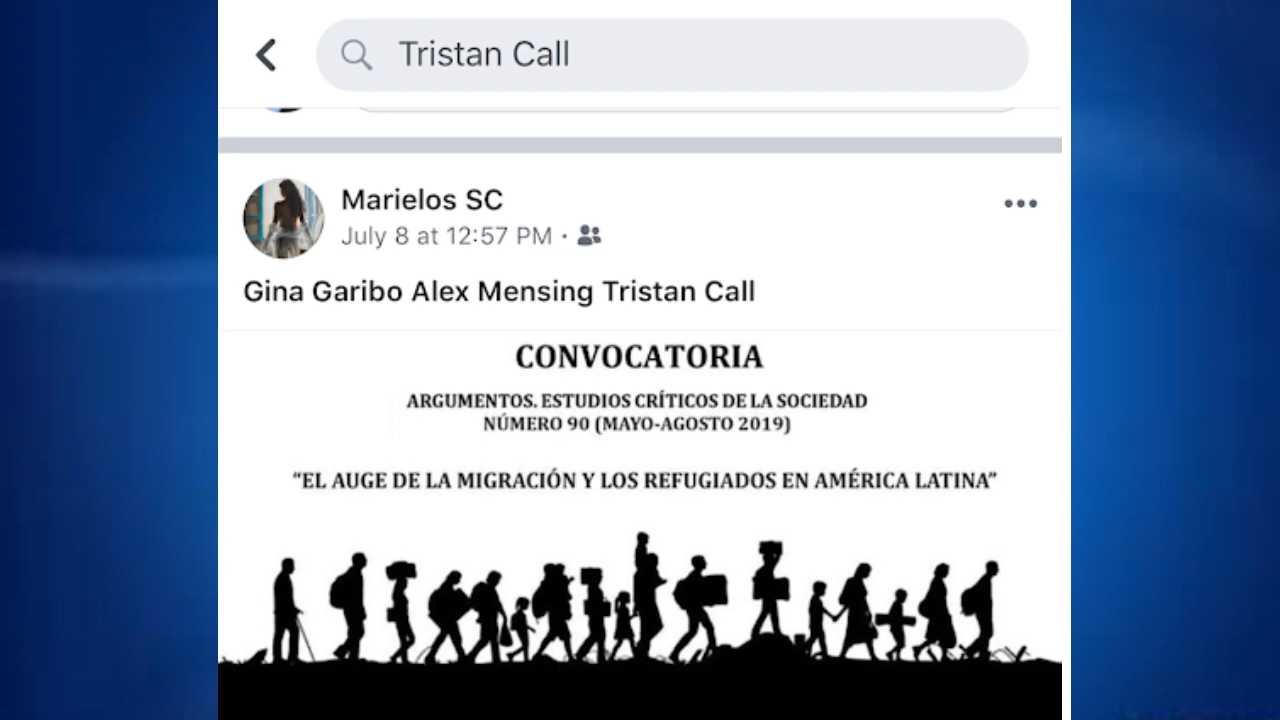 Tristan Call
Marielos SC
July 8 at 12:57 PM ·
Gina Garibo Alex Mensing Tristan Call
CONVOCATORIA
ARGUMENTOS. ESTUDIOS CRÍTICOS DE LA SOCIEDAD
NÚMERO 90 (MAYO-AGOSTO 2019)
“EL AUGE DE LA MIGRACIÓN Y LOS REFUGIADOS EN AMÉRICA LATINA”